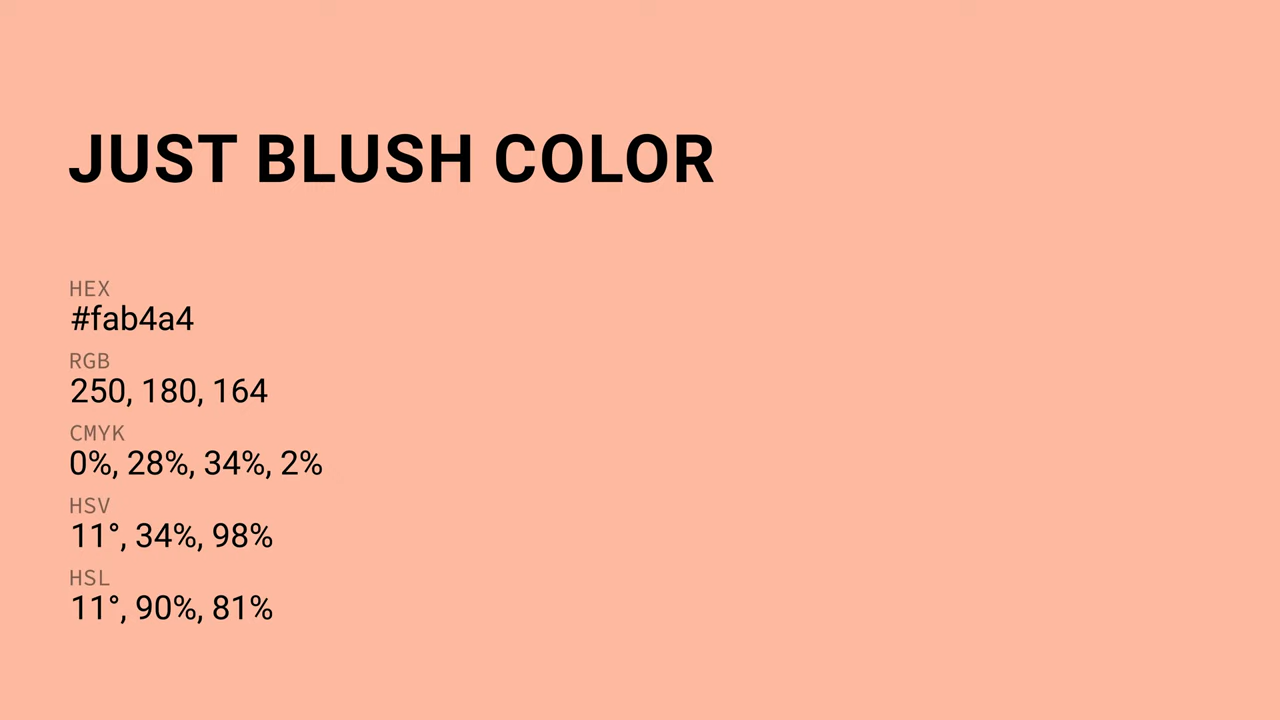 JUST BLUSH COLOR
HEX
#fab4a4
RGB
250, 180, 164
CMYK
0%, 28%, 34%, 2%
HSV
11°, 34%, 98%
HSL
11°, 90%, 81%